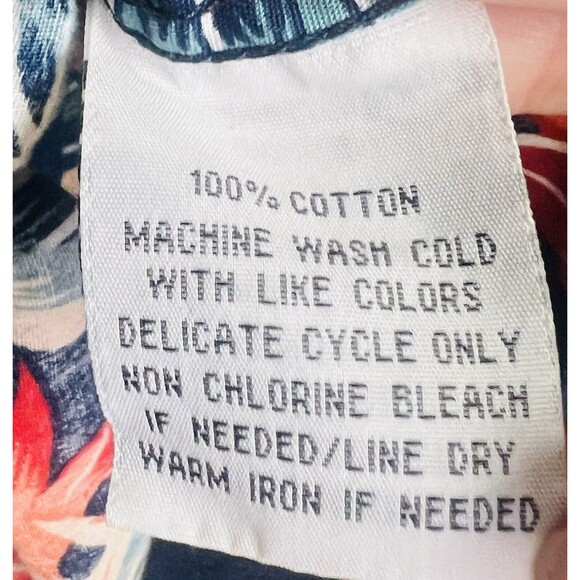 100% COTTON
MACHINE WASH COLD
WITH LIKE COLORS
DELICATE CYCLE ONLY
NON CHLORINE BLEACH
IF NEEDED/LINE DRY
WARM IRON IF NEEDED